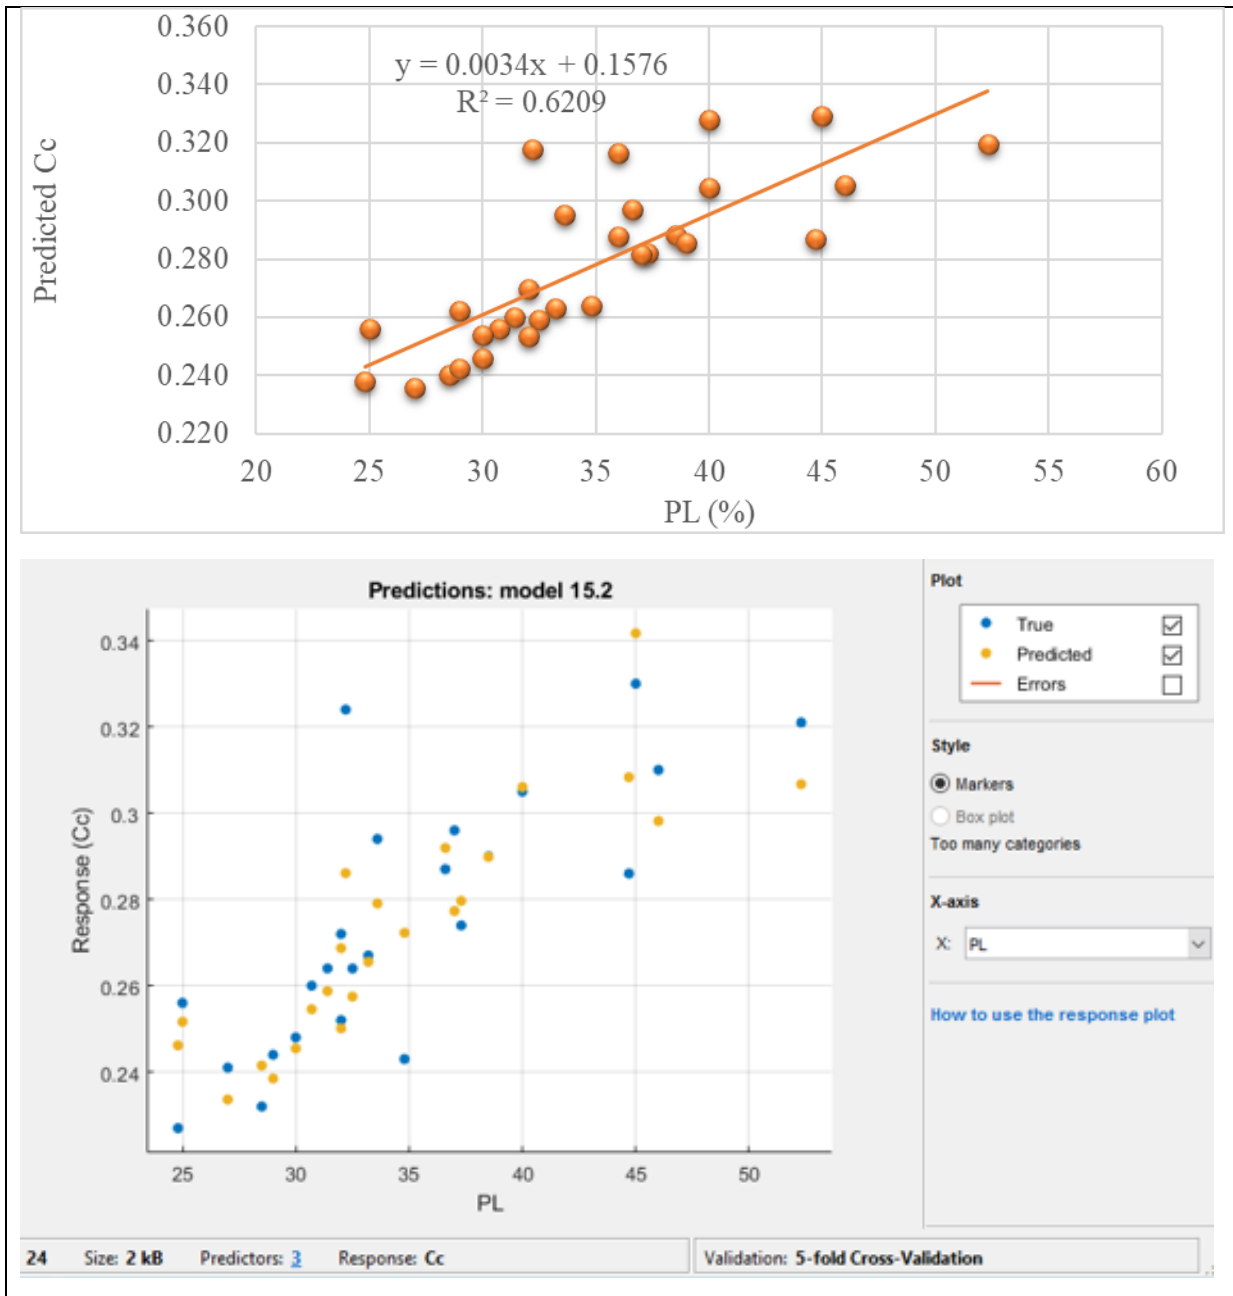 0.360
y = 0.0034x + 0.1576
0.340
R² = 0.6209
0.320
0.300
0.280
0.260
0.240
0.220
Predicted Cc
20 25 30 35 40 45 50 55 60
PL (%)
Predictions: model 15.2
0.34
0.32
0.3
0.28
0.26
0.24
Response (Cc)
25 30 35 40 45 50
PL
Plot
True
Predicted
Errors
Style
Markers
Box plot
Too many categories
X-axis
X: PL
How to use the response plot
24 Size: 2 kB Predictors: 3 Response: Cc Validation: 5-fold Cross-Validation